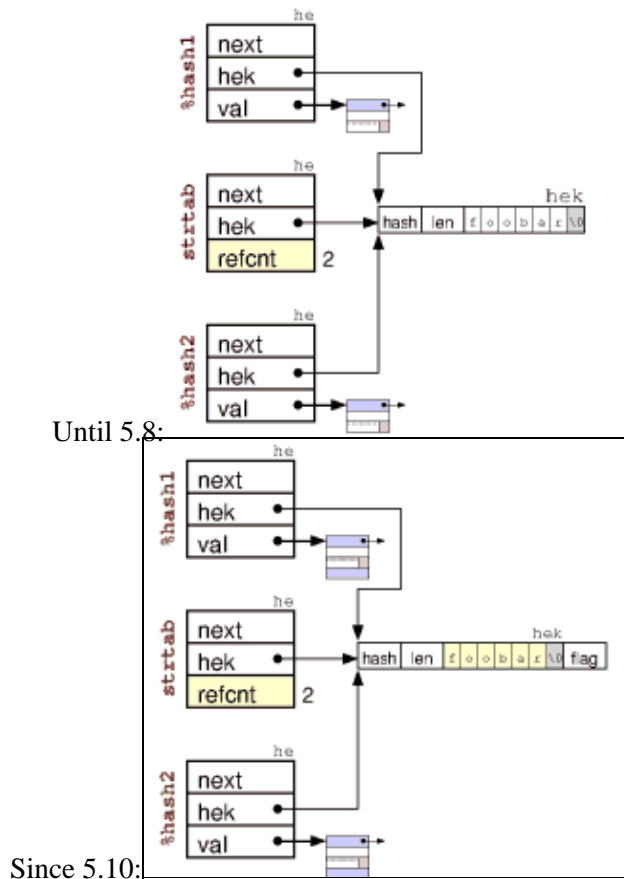 he
%hash1
next
hek
val
he
strtab
next
hek
refcnt 2
hek
hash len f o o b a r \0
he
%hash2
next
hek
val
Until 5.8:
he
%hash1
next
hek
val
he
strtab
next
hek
refcnt 2
hek
hash len f o o b a r \0 flag
he
%hash2
next
hek
val
Since 5.10: